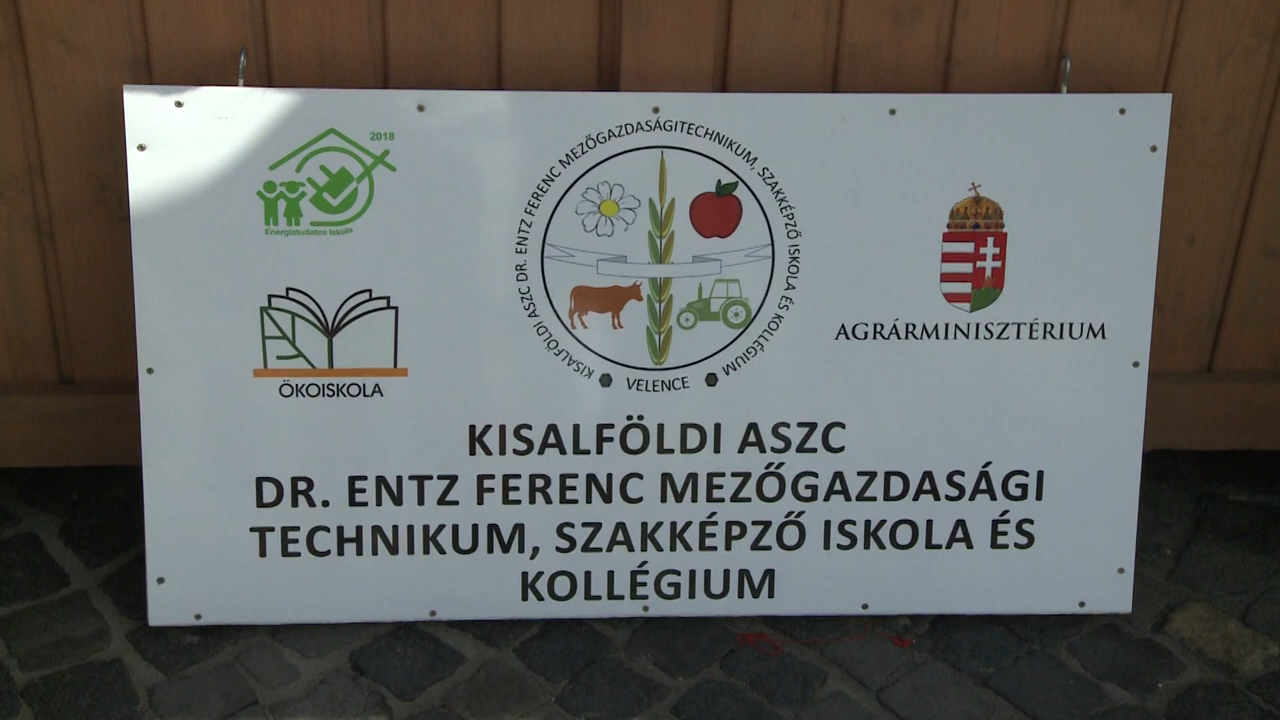 2018
Energiatudatos Iskola
ÖKOISKOLA
KISALFÖLDI ASZC DR. ENTZ FERENC MEZŐGAZDASÁGITECHNIKUM, SZAKKÉPZŐ ISKOLA ÉS KOLLÉGIUM
VELENCE
AGRÁRMINISZTÉRIUM
KISALFÖLDI ASZC
DR. ENTZ FERENC MEZŐGAZDASÁGI
TECHNIKUM, SZAKKÉPZŐ ISKOLA ÉS
KOLLÉGIUM